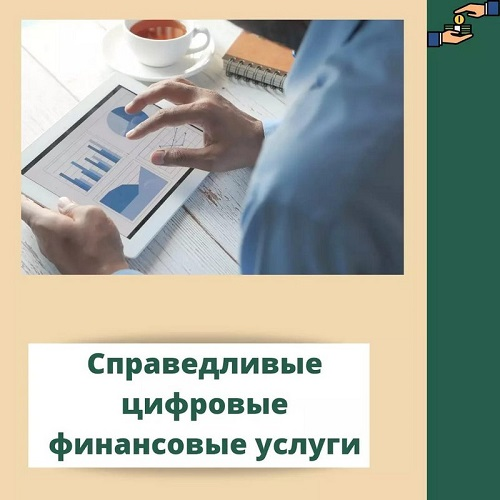 Справедливые
цифровые
финансовые услуги